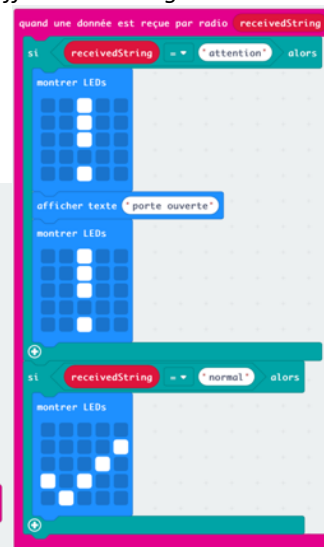 quand une donnée est reçue par radio receivedString
si receivedString = "attention" alors
montrer LEDs
afficher texte "porte ouverte"
montrer LEDs
si receivedString = "normal" alors
montrer LEDs